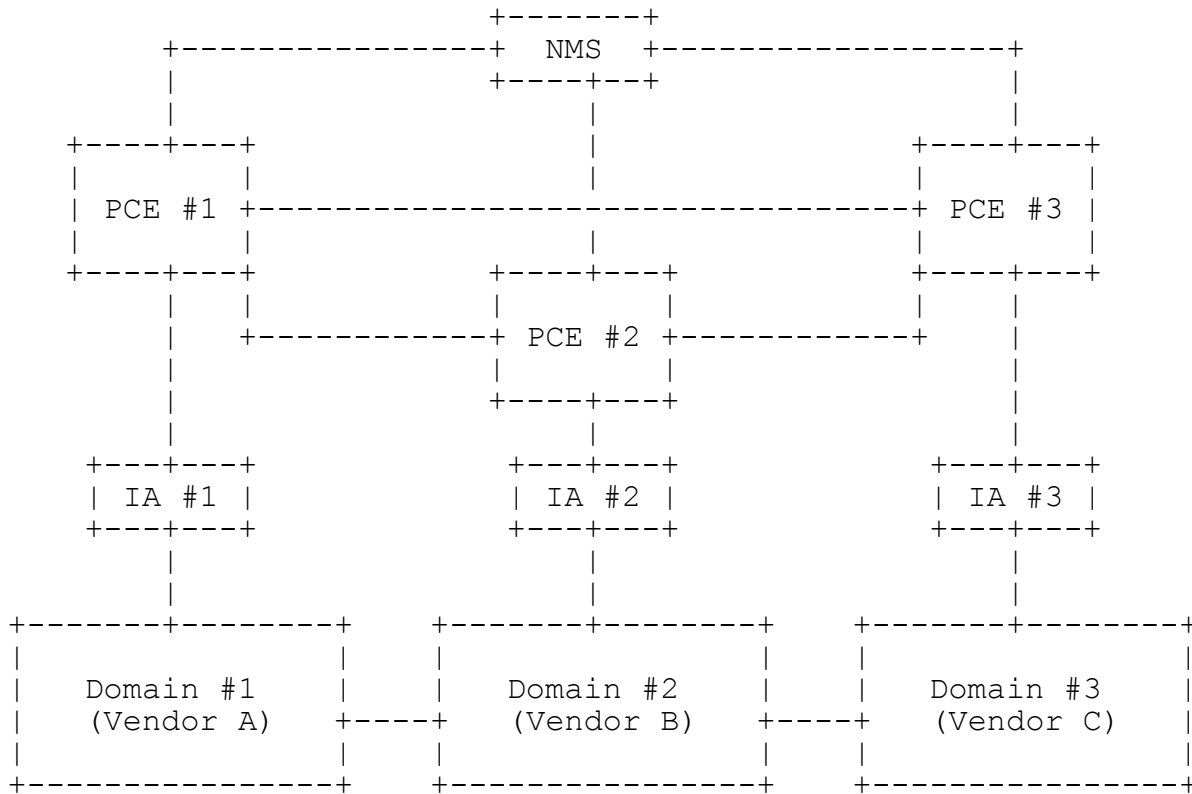 NMS
PCE #1
PCE #3
PCE #2
IA #1
IA #2
IA #3
Domain #1
(Vendor A)
Domain #2
(Vendor B)
Domain #3
(Vendor C)